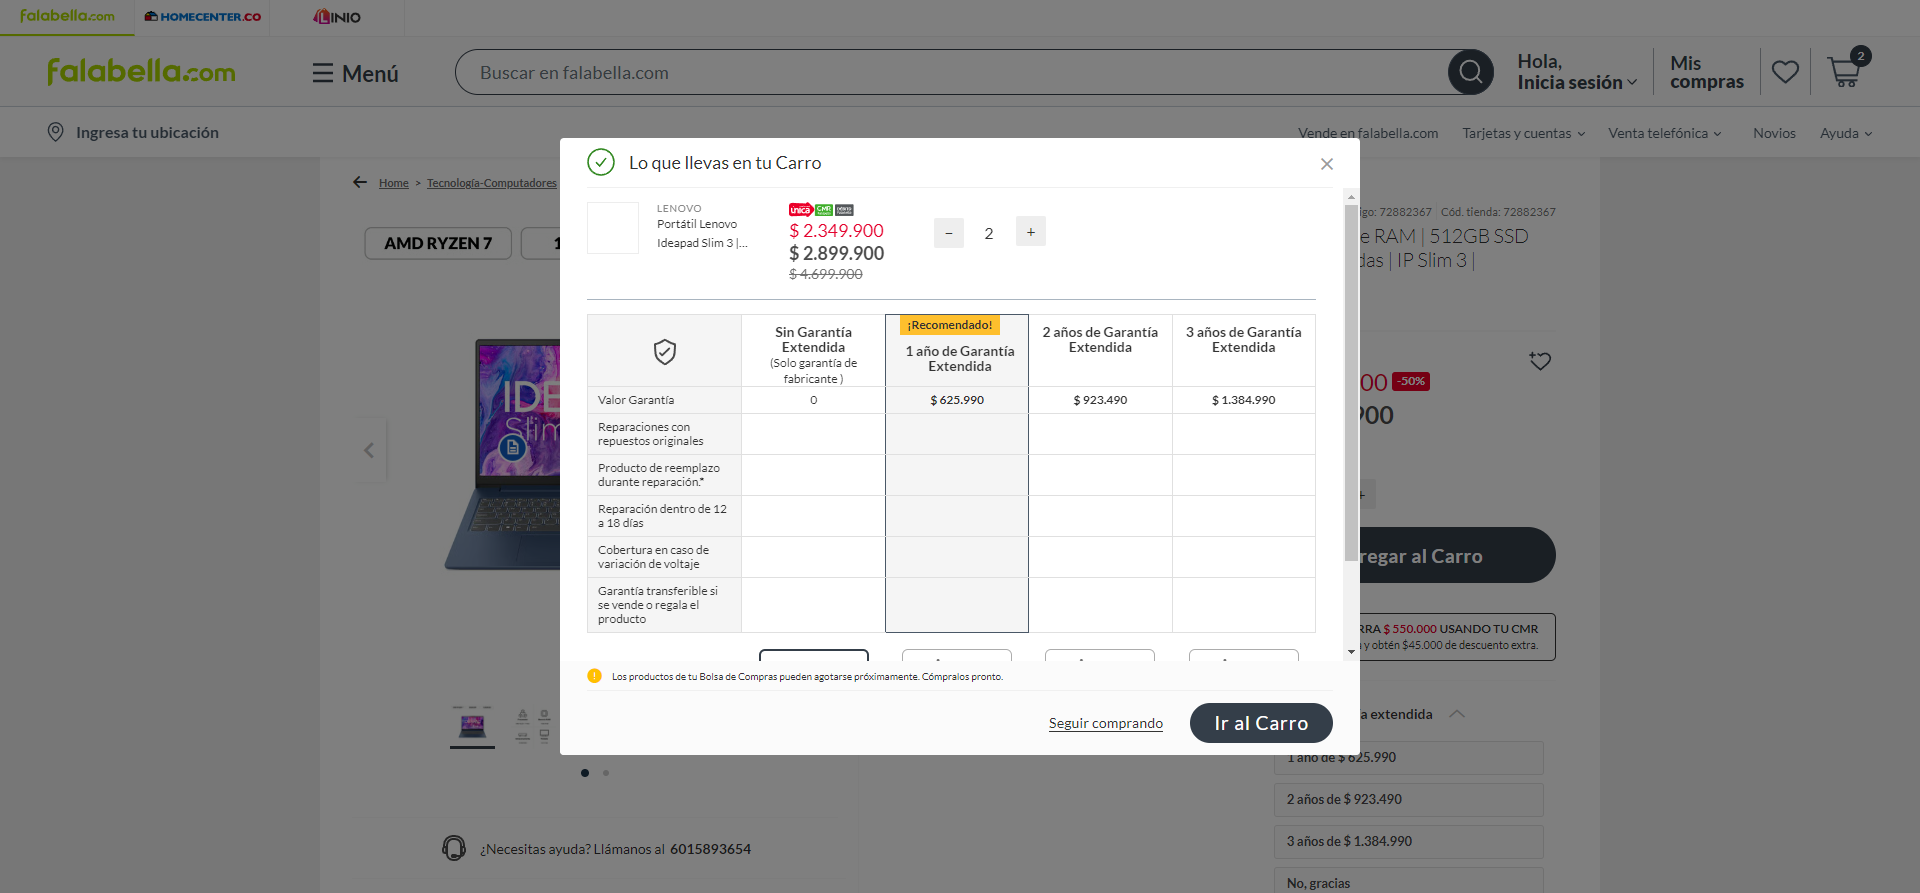 falabella.com
HOMECENTER.CO
LINIO
falabella.com
Menú
Buscar en falabella.com
Hola,
Inicia sesión
Mis
compras
2
Ingresa tu ubicación
Vende en falabella.com
Tarjetas y cuentas
Venta telefónica
Novios
Ayuda
Home > Tecnología-Computadores
AMD RYZEN 7
1
igo: 72882367
Cód. tienda: 72882367
e RAM | 512GB SSD
das | IP Slim 3 |
Lo que llevas en tu Carro
LENOVO
Portátil Lenovo
Ideapad Slim 3 |...
única
CMR
$ 2.349.900
$ 2.899.900
$ 4.699.900
−
2
+
Sin Garantía
Extendida
(Solo garantía de
fabricante )
¡Recomendado!
1 año de Garantía
Extendida
2 años de Garantía
Extendida
3 años de Garantía
Extendida
Valor Garantía
0
$ 625.990
$ 923.490
$ 1.384.990
Reparaciones con
repuestos originales
Producto de reemplazo
durante reparación.*
Reparación dentro de 12
a 18 días
Cobertura en caso de
variación de voltaje
Garantía transferible si
se vende o regala el
producto
Los productos de tu Bolsa de Compras pueden agotarse próximamente. Cómpralos pronto.
Seguir comprando
Ir al Carro
IDE
Slim
00 -50%
900
+
regar al Carro
RRA $ 550.000 USANDO TU CMR
a y obtén $45.000 de descuento extra.
ía extendida
1 año de $ 625.990
2 años de $ 923.490
3 años de $ 1.384.990
No, gracias
¿Necesitas ayuda? Llámanos al 6015893654